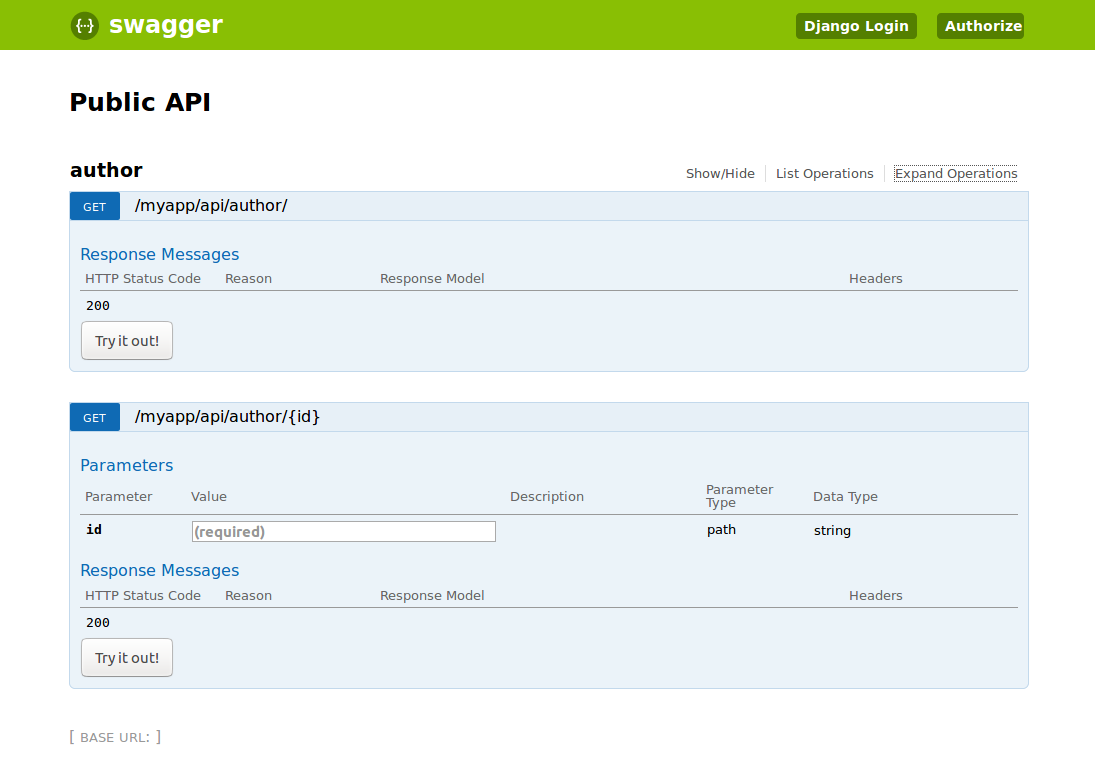 {···} swagger Django Login Authorize
Public API
author Show/Hide List Operations Expand Operations
GET /myapp/api/author/
Response Messages
HTTP Status Code Reason Response Model Headers
200
Try it out!
GET /myapp/api/author/{id}
Parameters
Parameter Value Description Parameter Type Data Type
id (required) path string
Response Messages
HTTP Status Code Reason Response Model Headers
200
Try it out!
[ BASE URL: ]